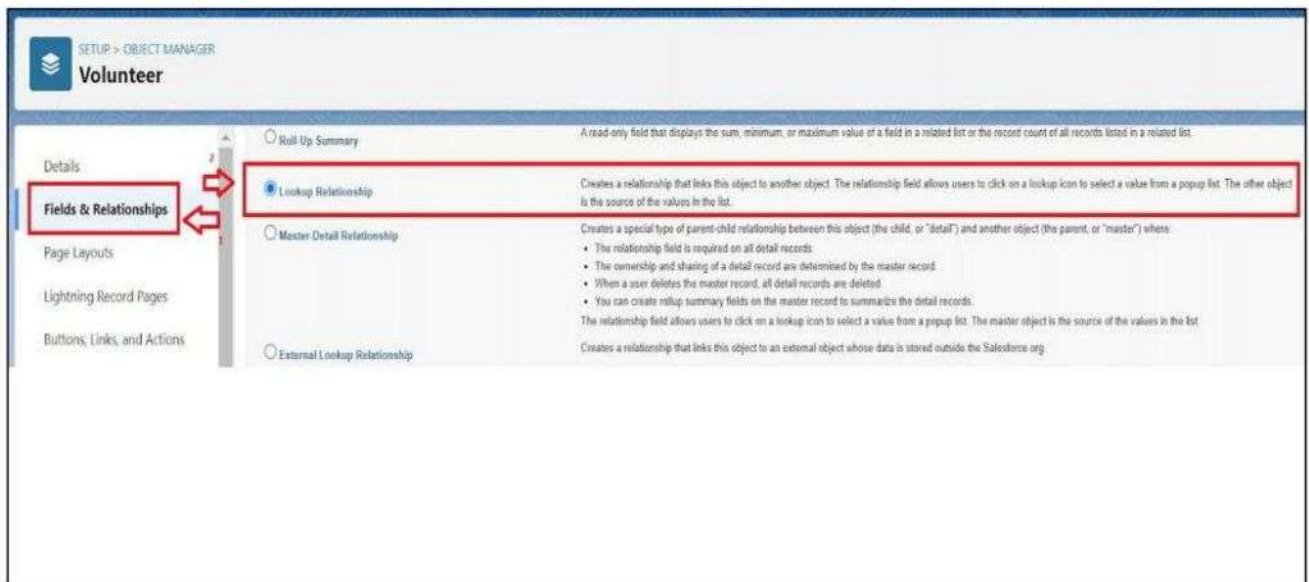 SETUP > OBJECT MANAGER
Volunteer
Details
Fields & Relationships
Page Layouts
Lightning Record Pages
Buttons, Links, and Actions
2
1
Roll-Up Summary
A read-only field that displays the sum, minimum, or maximum value of a field in a related list or the record count of all records listed in a related list.
Lookup Relationship
Creates a relationship that links this object to another object. The relationship field allows users to click on a lookup icon to select a value from a popup list. The other object
is the source of the values in the list.
Master-Detail Relationship
Creates a special type of parent-child relationship between this object (the child, or "detail") and another object (the parent, or "master") where:
• The relationship field is required on all detail records.
• The ownership and sharing of a detail record are determined by the master record.
• When a user deletes the master record, all detail records are deleted.
• You can create rollup summary fields on the master record to summarize the detail records.
The relationship field allows users to click on a lookup icon to select a value from a popup list. The master object is the source of the values in the list.
External Lookup Relationship
Creates a relationship that links this object to an external object whose data is stored outside the Salesforce org.